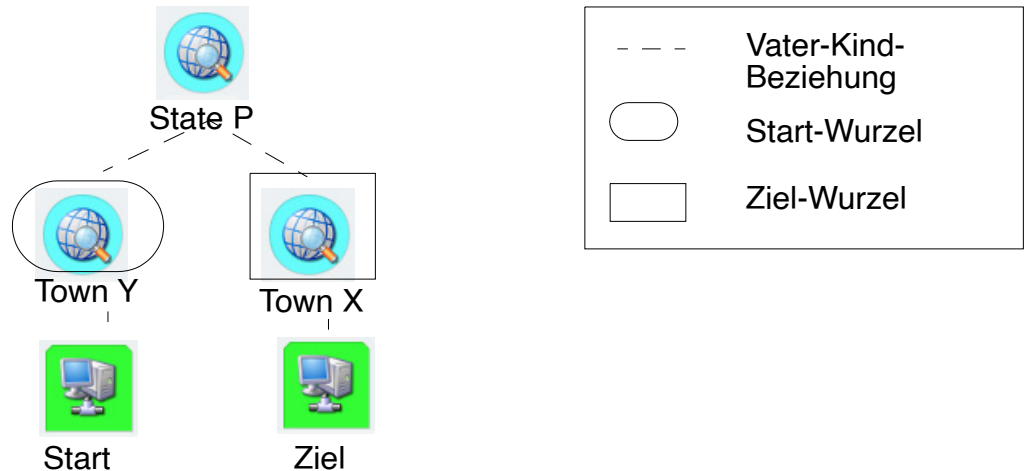 State P
Town Y
Town X
Start
Ziel
Vater-Kind-
Beziehung
Start-Wurzel
Ziel-Wurzel